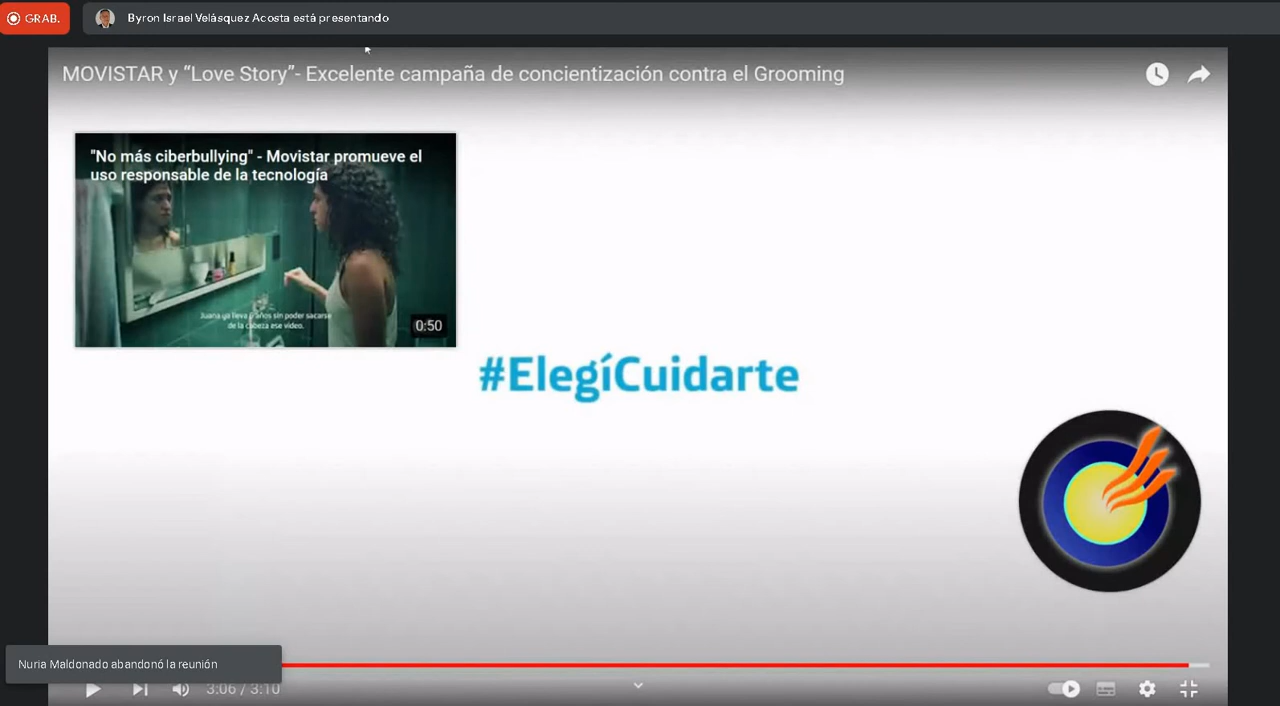 GRAB.
Byron Israel Velásquez Acosta está presentando
MOVISTAR y “Love Story”- Excelente campaña de concientización contra el Grooming
"No más ciberbullying" - Movistar promueve el
uso responsable de la tecnología
de la cabeza ese video.
0:50
#ElegíCuidarte
Nuria Maldonado abandonó la reunión
3:06 / 3:10